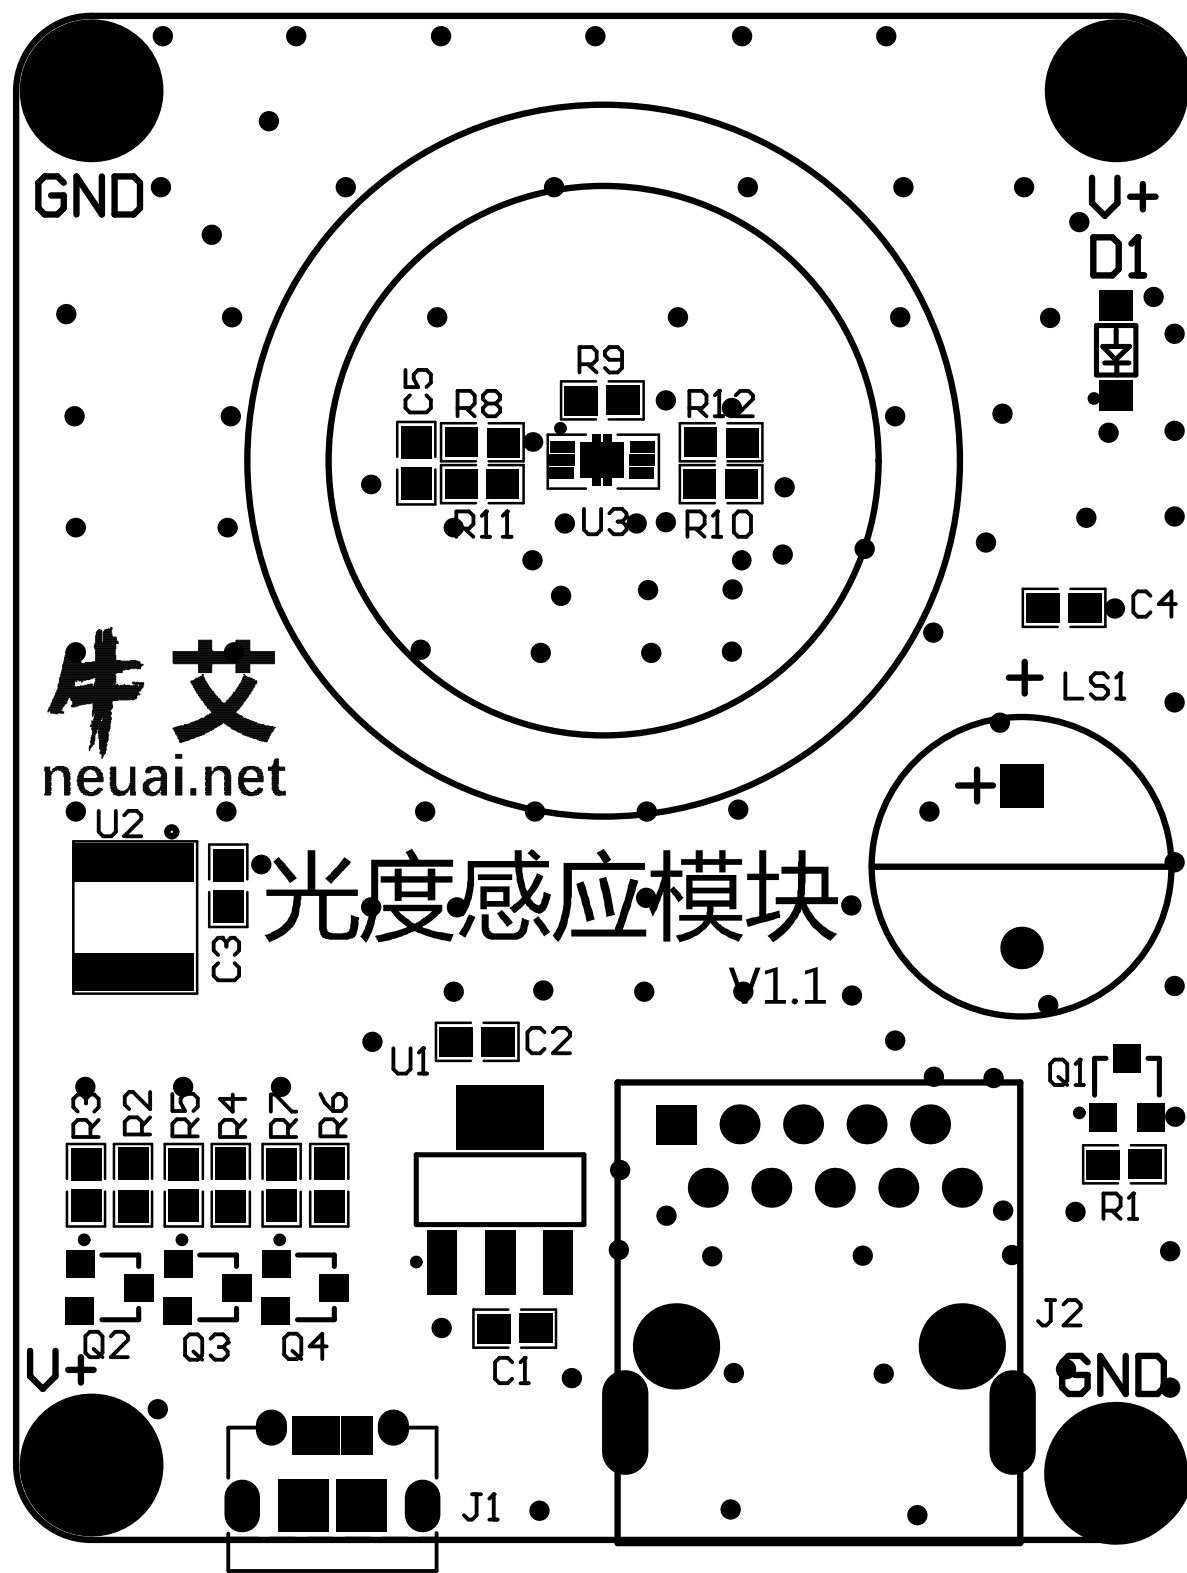 GND
V+
D1
R9
C5
R8
R12
R11
U3
R10
C4
LS1
牛艾
neuai.net
U2
光度感应模块
C3
V1.1
U1
C2
Q1
R3
R2
R5
R4
R7
R6
R1
J2
Q2
Q3
Q4
C1
V+
GND
J1